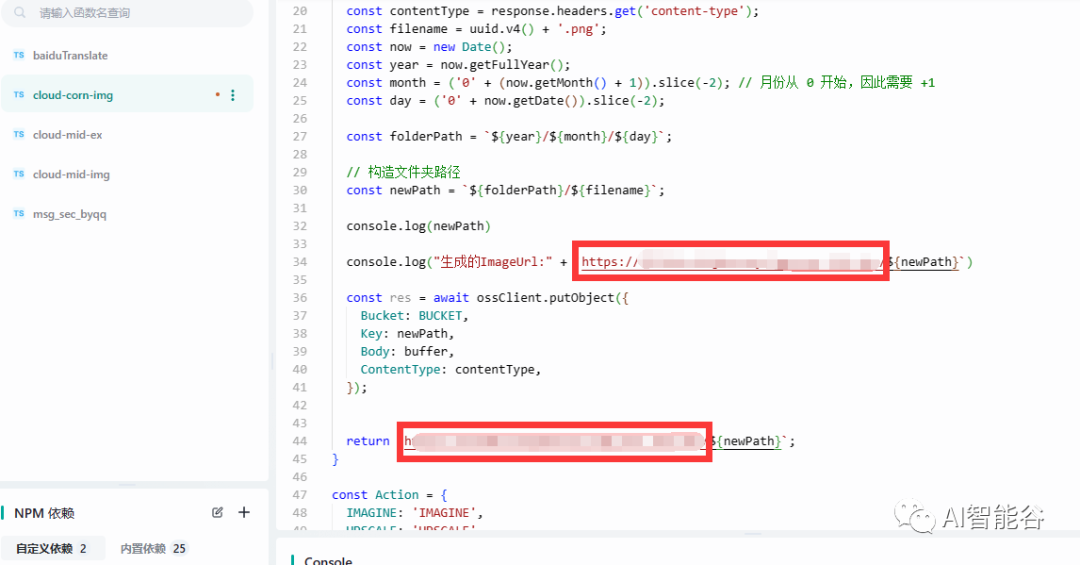 请输入函数名查询
TS baiduTranslate
TS cloud-corn-img
TS cloud-mid-ex
TS cloud-mid-img
TS msg_sec_byqq
NPM 依赖
自定义依赖 2 内置依赖 25
20 const contentType = response.headers.get('content-type');
21 const filename = uuid.v4() + '.png';
22 const now = new Date();
23 const year = now.getFullYear();
24 const month = ('0' + (now.getMonth() + 1)).slice(-2); // 月份从 0 开始，因此需要 +1
25 const day = ('0' + now.getDate()).slice(-2);
26
27 const folderPath = `${year}/${month}/${day}`;
28
29 // 构造文件夹路径
30 const newPath = `${folderPath}/${filename}`;
31
32 console.log(newPath)
33
34 console.log("生成的ImageUrl:" + https:// /${newPath}`)
35
36 const res = await ossClient.putObject({
37 Bucket: BUCKET,
38 Key: newPath,
39 Body: buffer,
40 ContentType: contentType,
41 });
42
43
44 return ${newPath}`;
45 }
46
47 const Action = {
48 IMAGINE: 'IMAGINE',
49 UPSCALE: 'UPSCALE'
Console
AI智能谷